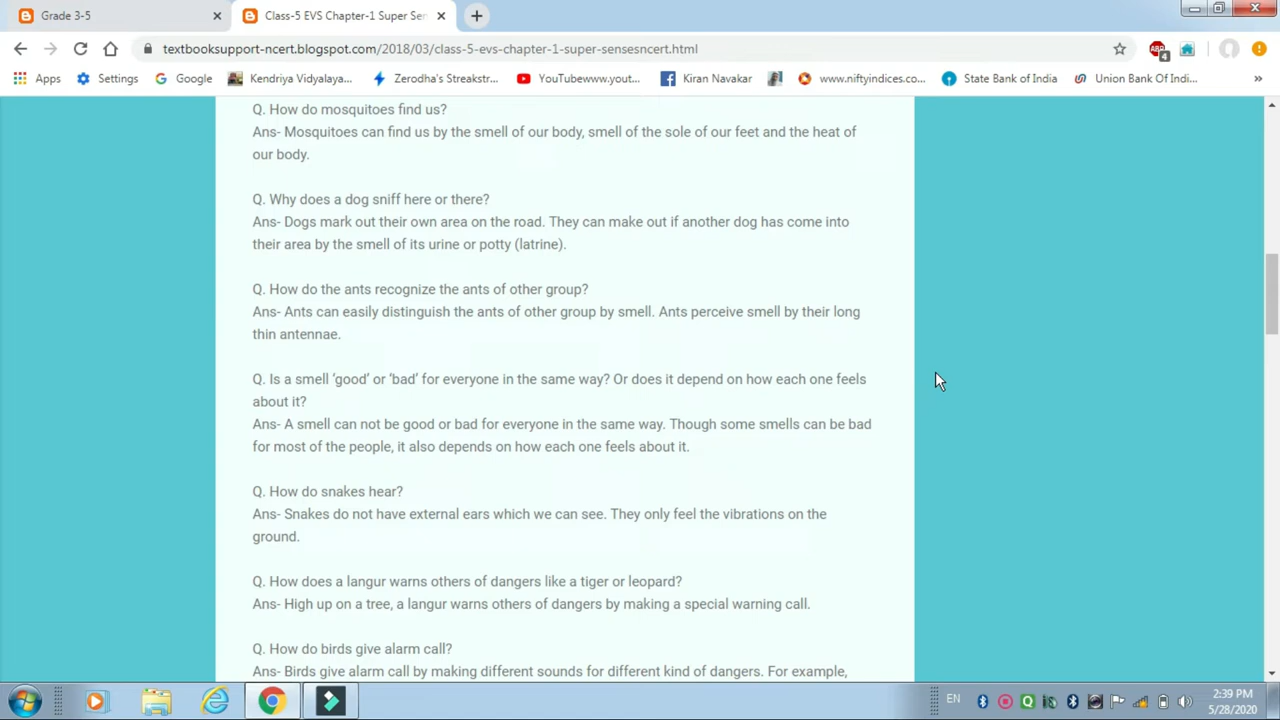 Grade 3-5
Class-5 EVS Chapter-1 Super Sen
textbooksupport-ncert.blogspot.com/2018/03/class-5-evs-chapter-1-super-sensesncert.html
ABP
4
Apps
Settings
Google
Kendriya Vidyalaya...
Zerodha's Streakstr...
YouTubewww.yout...
Kiran Navakar
www.niftyindices.co...
State Bank of India
Union Bank Of Indi...
»
Q. How do mosquitoes find us?
Ans- Mosquitoes can find us by the smell of our body, smell of the sole of our feet and the heat of
our body.
Q. Why does a dog sniff here or there?
Ans- Dogs mark out their own area on the road. They can make out if another dog has come into
their area by the smell of its urine or potty (latrine).
Q. How do the ants recognize the ants of other group?
Ans- Ants can easily distinguish the ants of other group by smell. Ants perceive smell by their long
thin antennae.
Q. Is a smell ‘good’ or ‘bad’ for everyone in the same way? Or does it depend on how each one feels
about it?
Ans- A smell can not be good or bad for everyone in the same way. Though some smells can be bad
for most of the people, it also depends on how each one feels about it.
Q. How do snakes hear?
Ans- Snakes do not have external ears which we can see. They only feel the vibrations on the
ground.
Q. How does a langur warns others of dangers like a tiger or leopard?
Ans- High up on a tree, a langur warns others of dangers by making a special warning call.
Q. How do birds give alarm call?
Ans- Birds give alarm call by making different sounds for different kind of dangers. For example,
EN
2:39 PM
5/28/2020